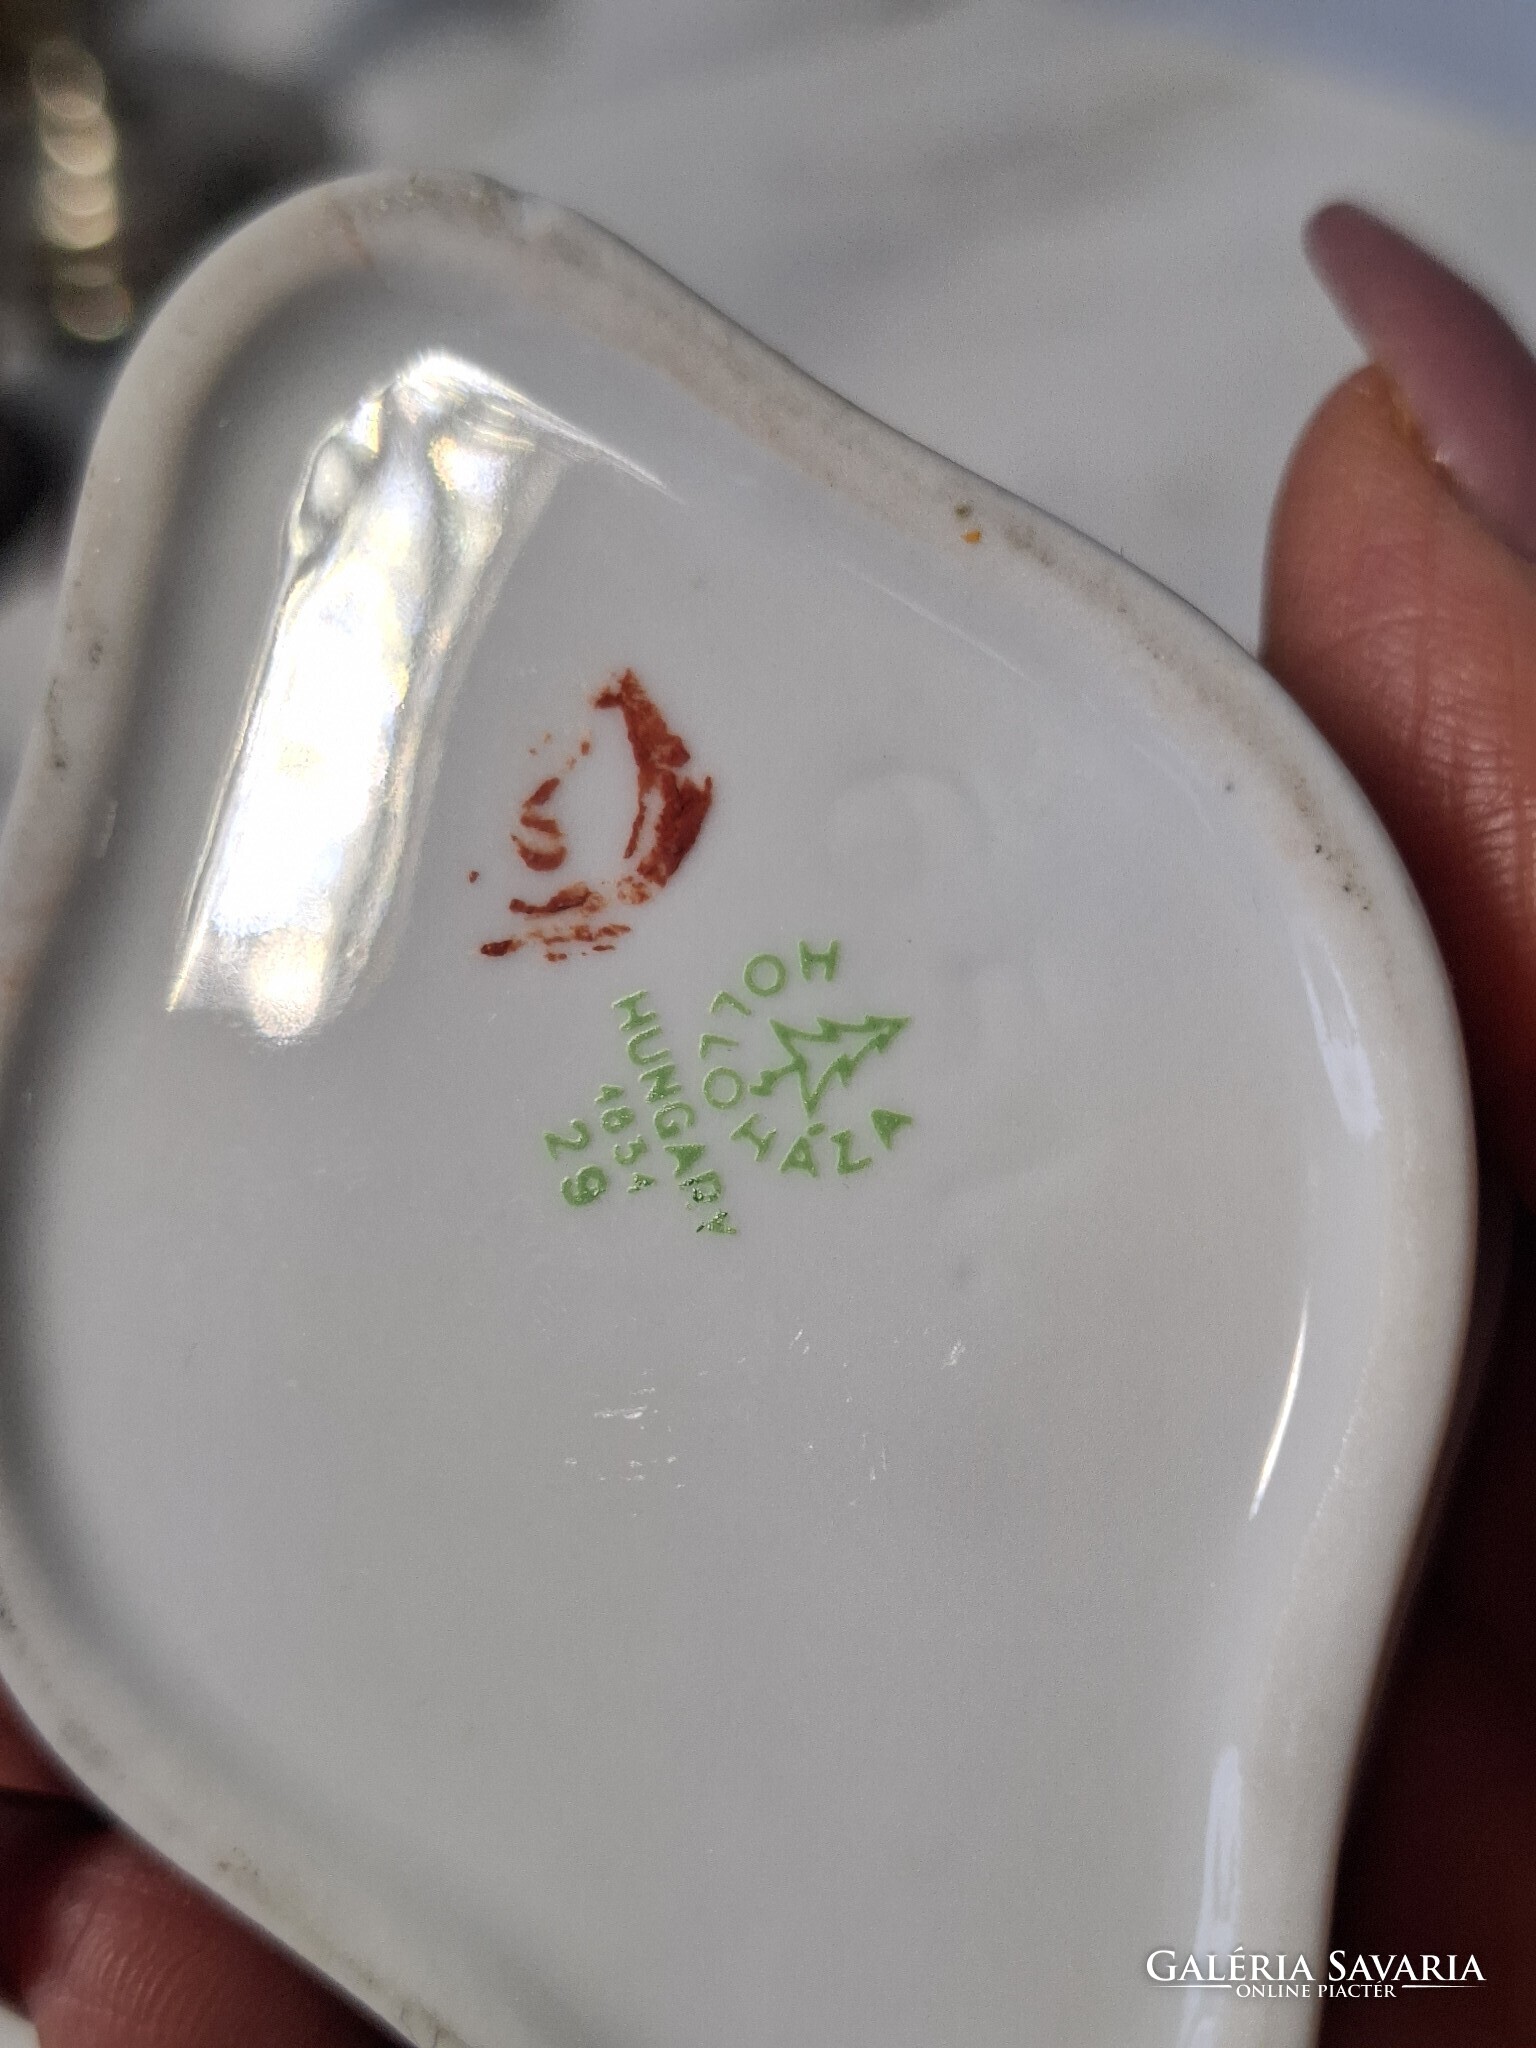 HOLLÓHÁZA
HUNGARY
1831
29
GALÉRIA SAVARIA
ONLINE PIACTÉR